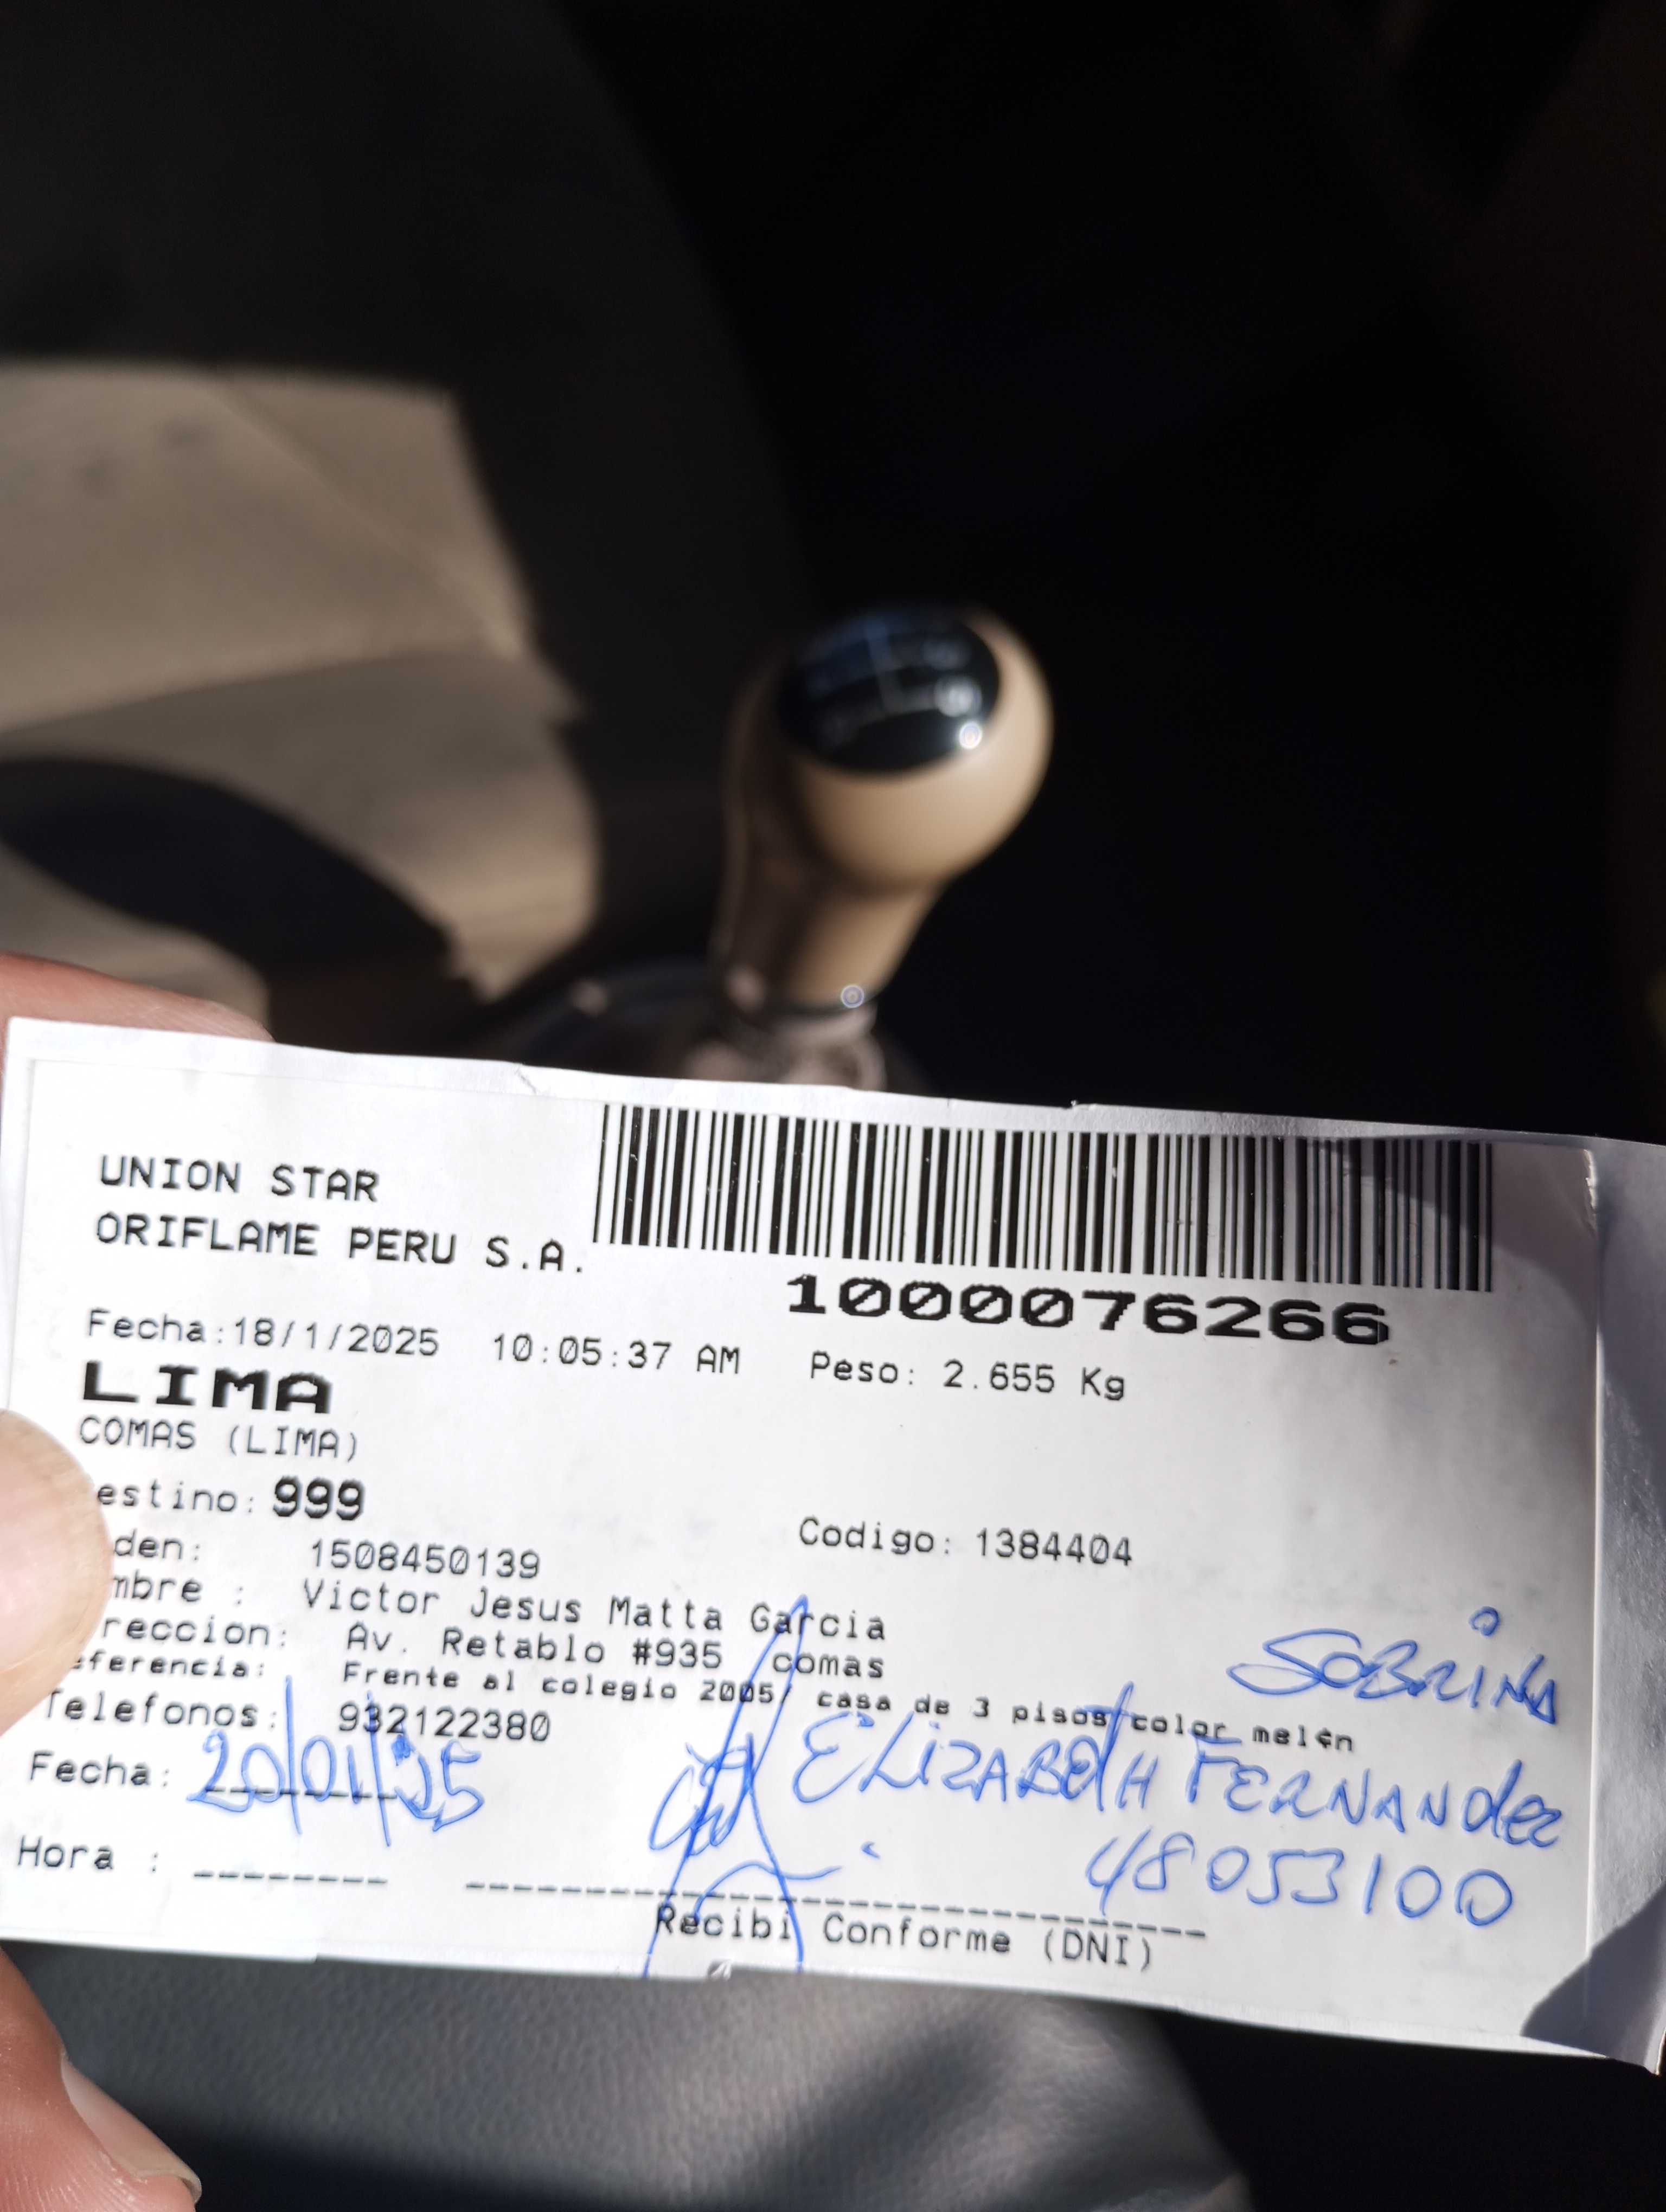 UNION STAR
ORIFLAME PERU S.A.
1000076266
Fecha:18/1/2025 10:05:37 AM Peso: 2.655 Kg
LIMA
COMAS (LIMA)
estino: 999
den: 1508450139 Codigo: 1384404
mbre : Victor Jesus Matta Garcia
reccion: Av. Retablo #935 comas
eferencia: Frente al colegio 2005/ casa de 3 pisos color mel¢n
SOBRINA
Telefonos: 932122380
ELIZABETH FERNANdez
Fecha: 20/01/25
48053100
Hora :
Recibi Conforme (DNI)